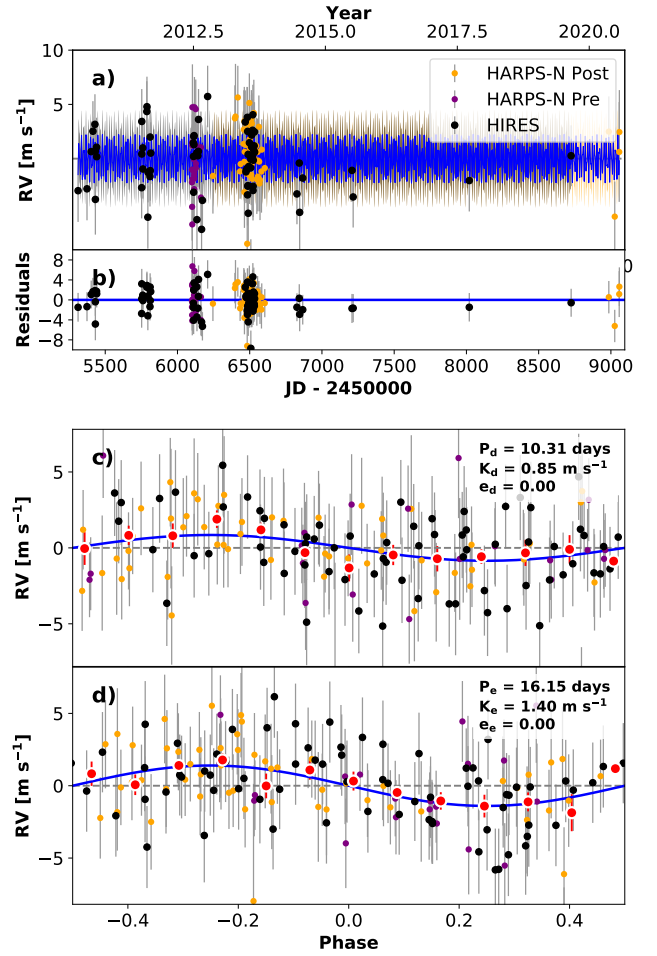 Year
2012.5 2015 2017.5 2020
a)
10
5
RV [m s⁻¹]
HARPS-N Post
HARPS-N Pre
HIRES
b)
0
8
4
0
−4
−8
Residuals
5500 6000 6500 7000 7500 8000 8500 9000
JD - 2450000
c)
P_d = 10.31 days
K_d = 0.85 m s⁻¹
e_d = 0.00
5
0
−5
RV [m s⁻¹]
d)
P_e = 16.15 days
K_e = 1.40 m s⁻¹
e_e = 0.00
5
0
−5
RV [m s⁻¹]
−0.4 −0.2 0.0 0.2 0.4
Phase